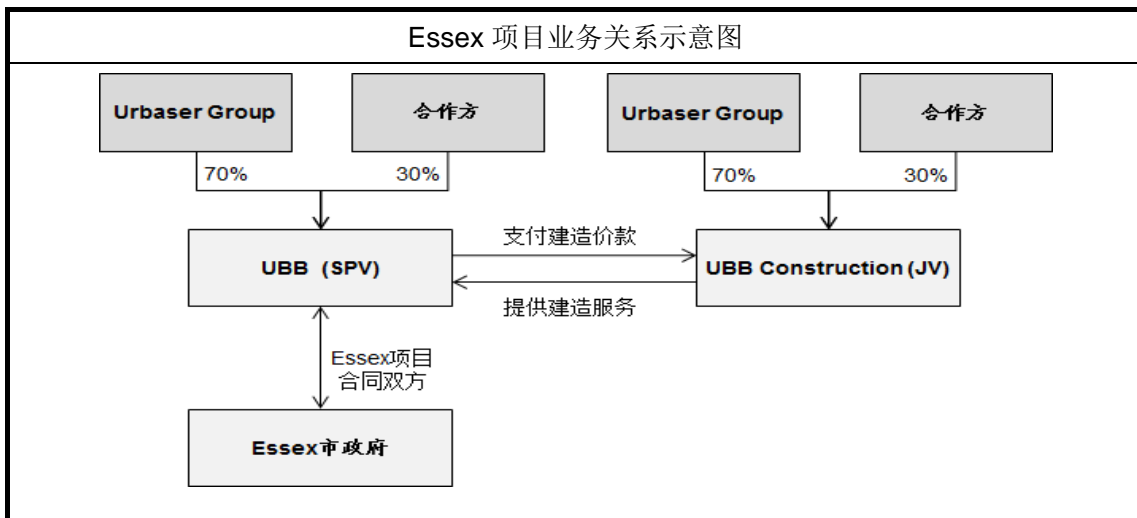 Essex 项目业务关系示意图
Urbaser Group
合作方
Urbaser Group
合作方
70%
30%
70%
30%
UBB (SPV)
支付建造价款
UBB Construction (JV)
提供建造服务
Essex项目
合同双方
Essex市政府